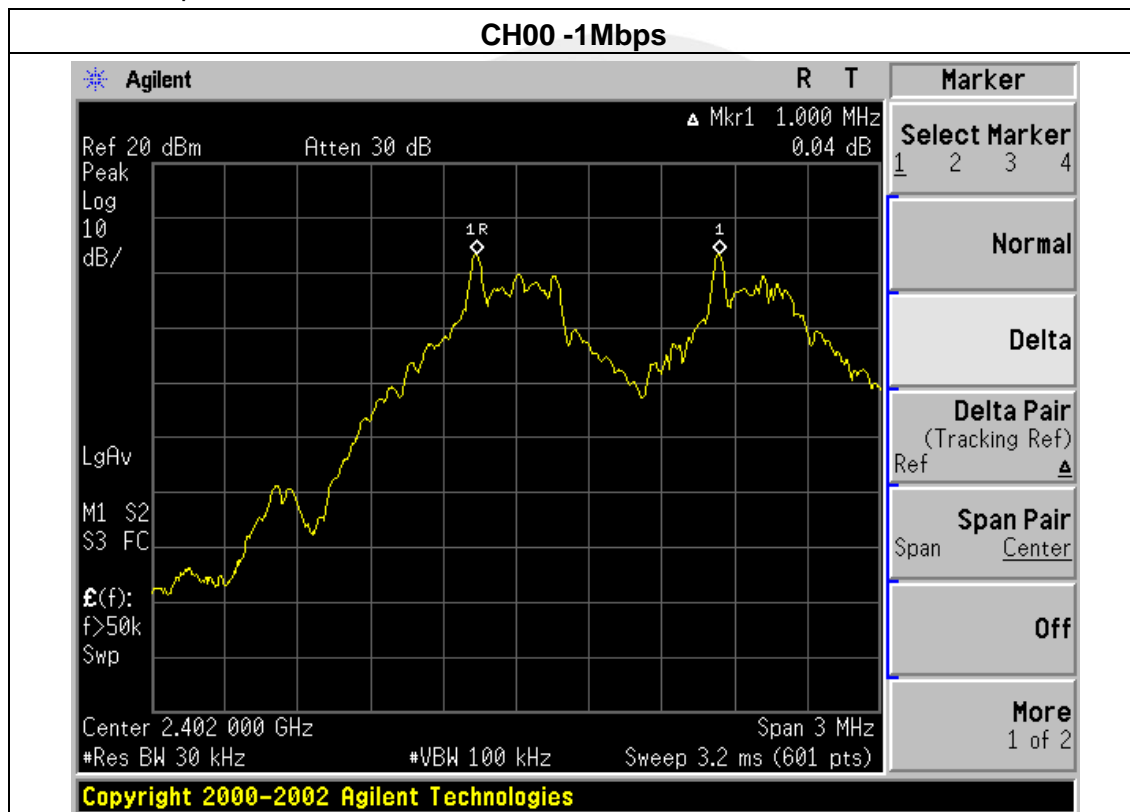 CH00 -1Mbps
Agilent R T
Marker
Δ Mkr1 1.000 MHz
Ref 20 dBm Atten 30 dB 0.04 dB
Peak
Log
10
dB/
1R
1
LgAv
M1 S2
S3 FC
£(f):
f>50k
Swp
Center 2.402 000 GHz Span 3 MHz
#Res BW 30 kHz #VBW 100 kHz Sweep 3.2 ms (601 pts)
Select Marker
1 2 3 4
Normal
Delta
Delta Pair
(Tracking Ref)
Ref Δ
Span Pair
Span Center
Off
More
1 of 2
Copyright 2000-2002 Agilent Technologies